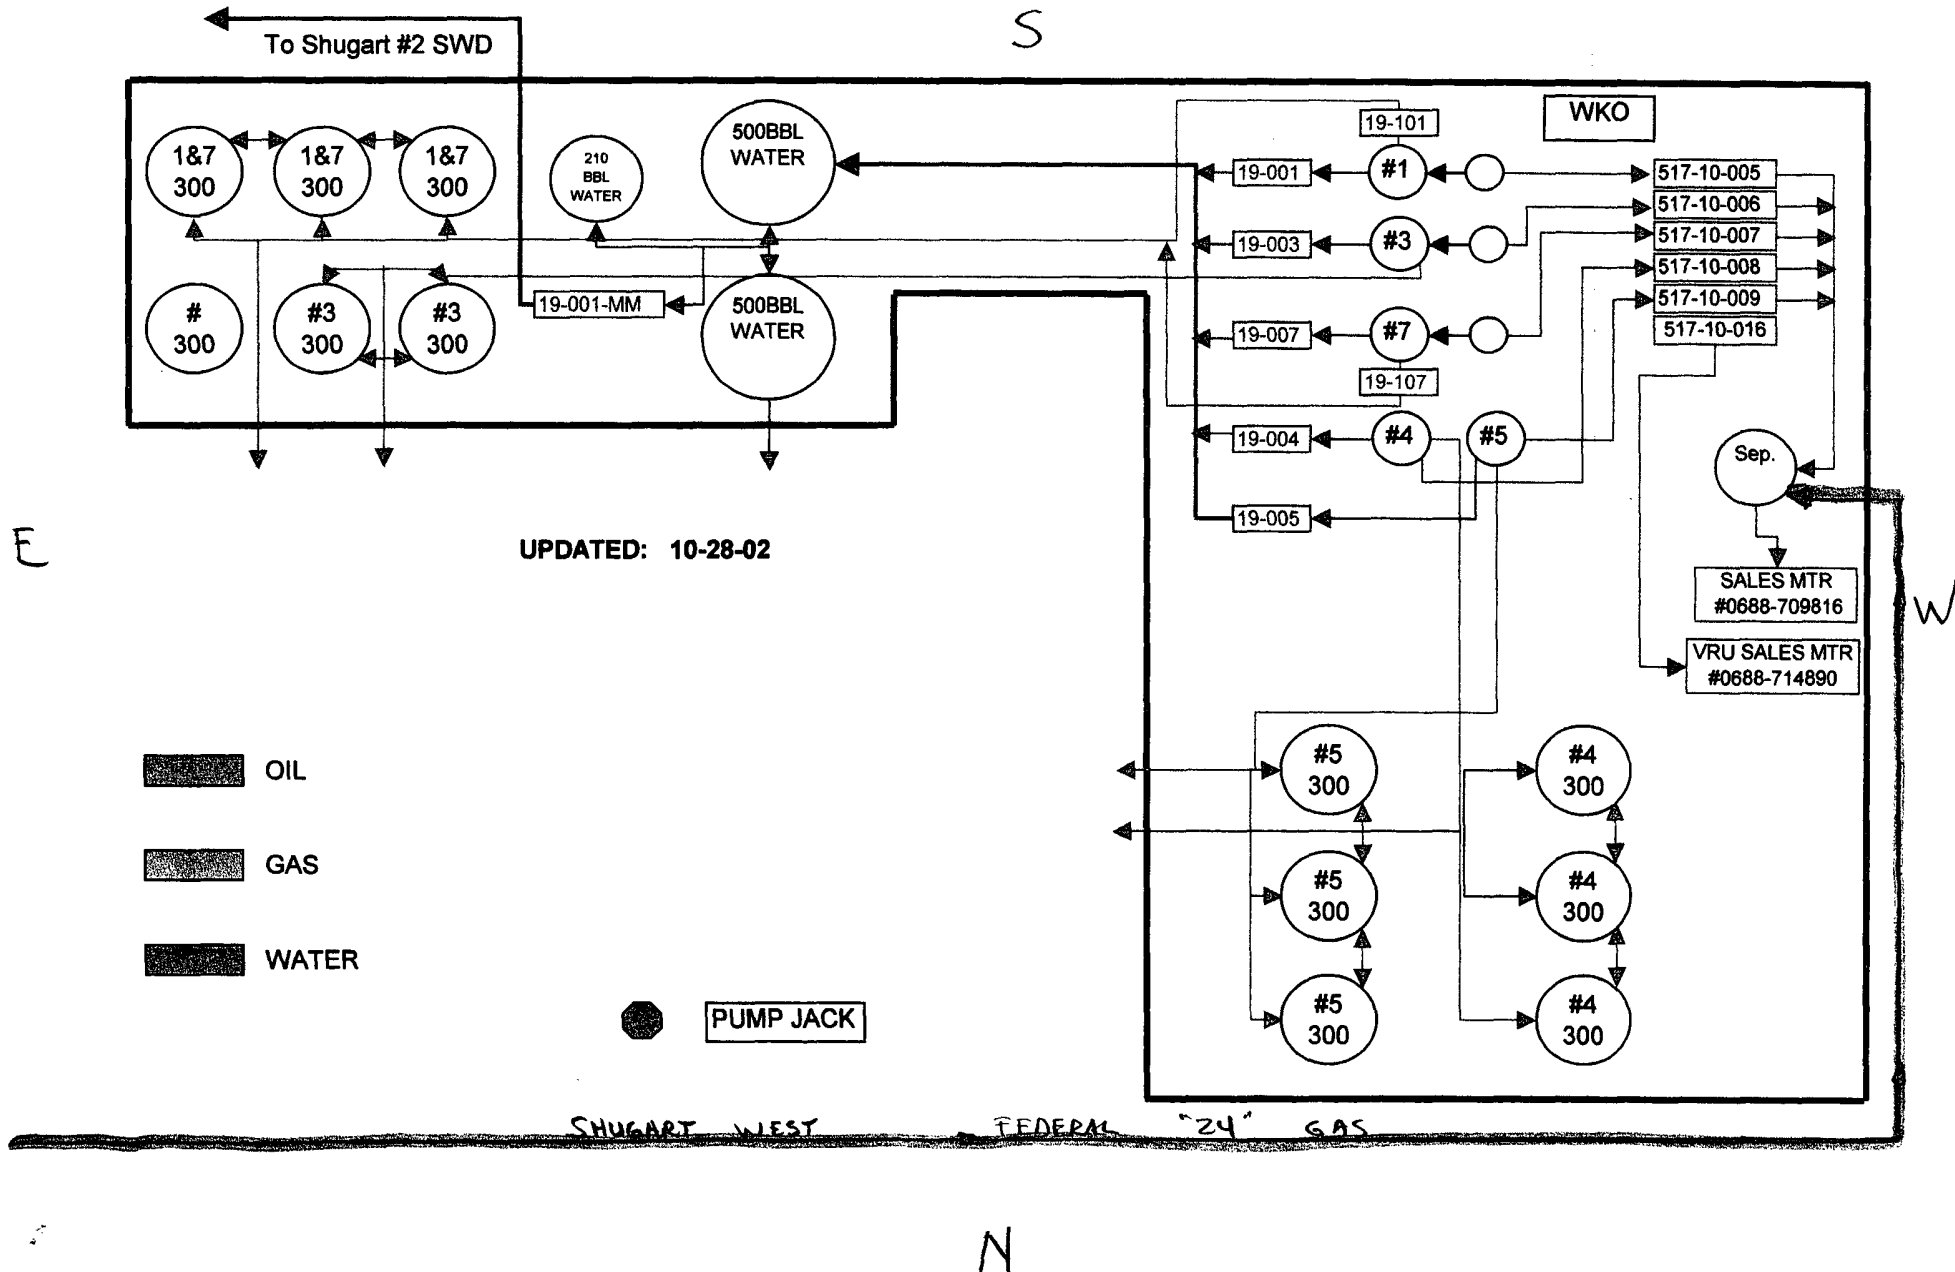 S
To Shugart #2 SWD
1&7
300
1&7
300
1&7
300
210
BBL
WATER
500BBL
WATER
19-101
WKO
19-001
#1
517-10-005
517-10-006
19-003
#3
517-10-007
517-10-008
#
300
#3
300
#3
300
19-001-MM
500BBL
WATER
517-10-009
19-007
#7
517-10-016
19-107
19-004
#4
#5
Sep.
19-005
E
UPDATED: 10-28-02
SALES MTR
#0688-709816
W
VRU SALES MTR
#0688-714890
OIL
#5
300
#4
300
GAS
#5
300
#4
300
WATER
PUMP JACK
#5
300
#4
300
SHUGART WEST FEDERAL "24" GAS
N